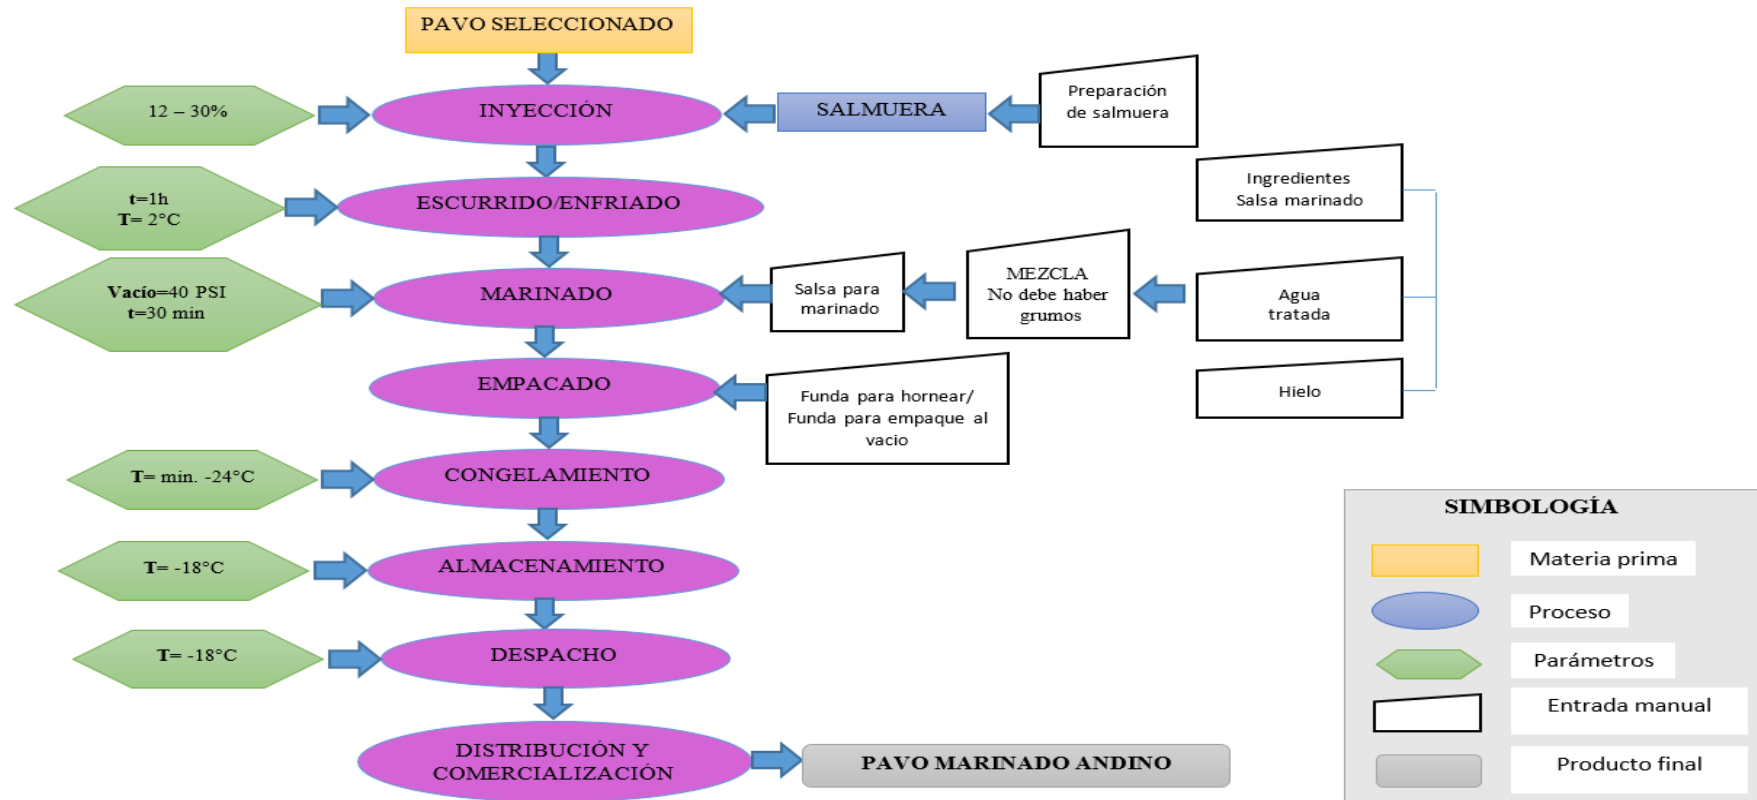 PAVO SELECCIONADO
12 – 30%
INYECCIÓN
SALMUERA
Preparación
de salmuera
t=1h
T= 2°C
ESCURRIDO/ENFRIADO
Ingredientes
Salsa marinado
Vacío=40 PSI
t=30 min
MARINADO
Salsa para
marinado
MEZCLA
No debe haber
grumos
Agua
tratada
EMPACADO
Funda para hornear/
Funda para empaque al
vacio
Hielo
T= min. -24°C
CONGELAMIENTO
T= -18°C
ALMACENAMIENTO
T= -18°C
DESPACHO
DISTRIBUCIÓN Y
COMERCIALIZACIÓN
PAVO MARINADO ANDINO
SIMBOLOGÍA
Materia prima
Proceso
Parámetros
Entrada manual
Producto final